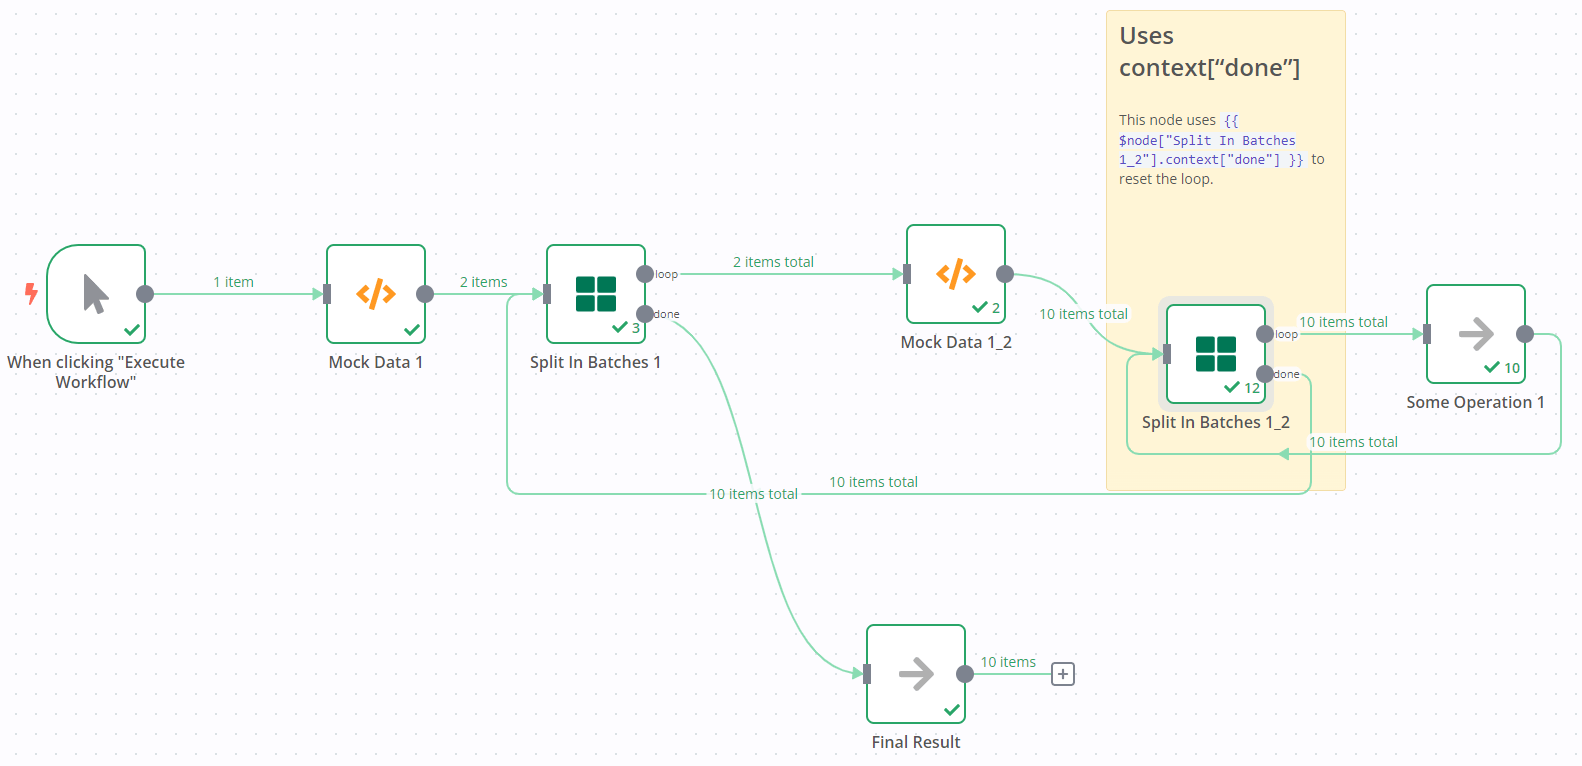 Uses
context[“done”]
This node uses {{
$node["Split In Batches
1_2"].context["done"] }} to
reset the loop.
1 item
When clicking "Execute
Workflow"
2 items
Mock Data 1
loop
done
3
Split In Batches 1
2 items total
2
Mock Data 1_2
10 items total
loop
done
12
Split In Batches 1_2
10 items total
10
Some Operation 1
10 items total
10 items total
10 items total
10 items
Final Result